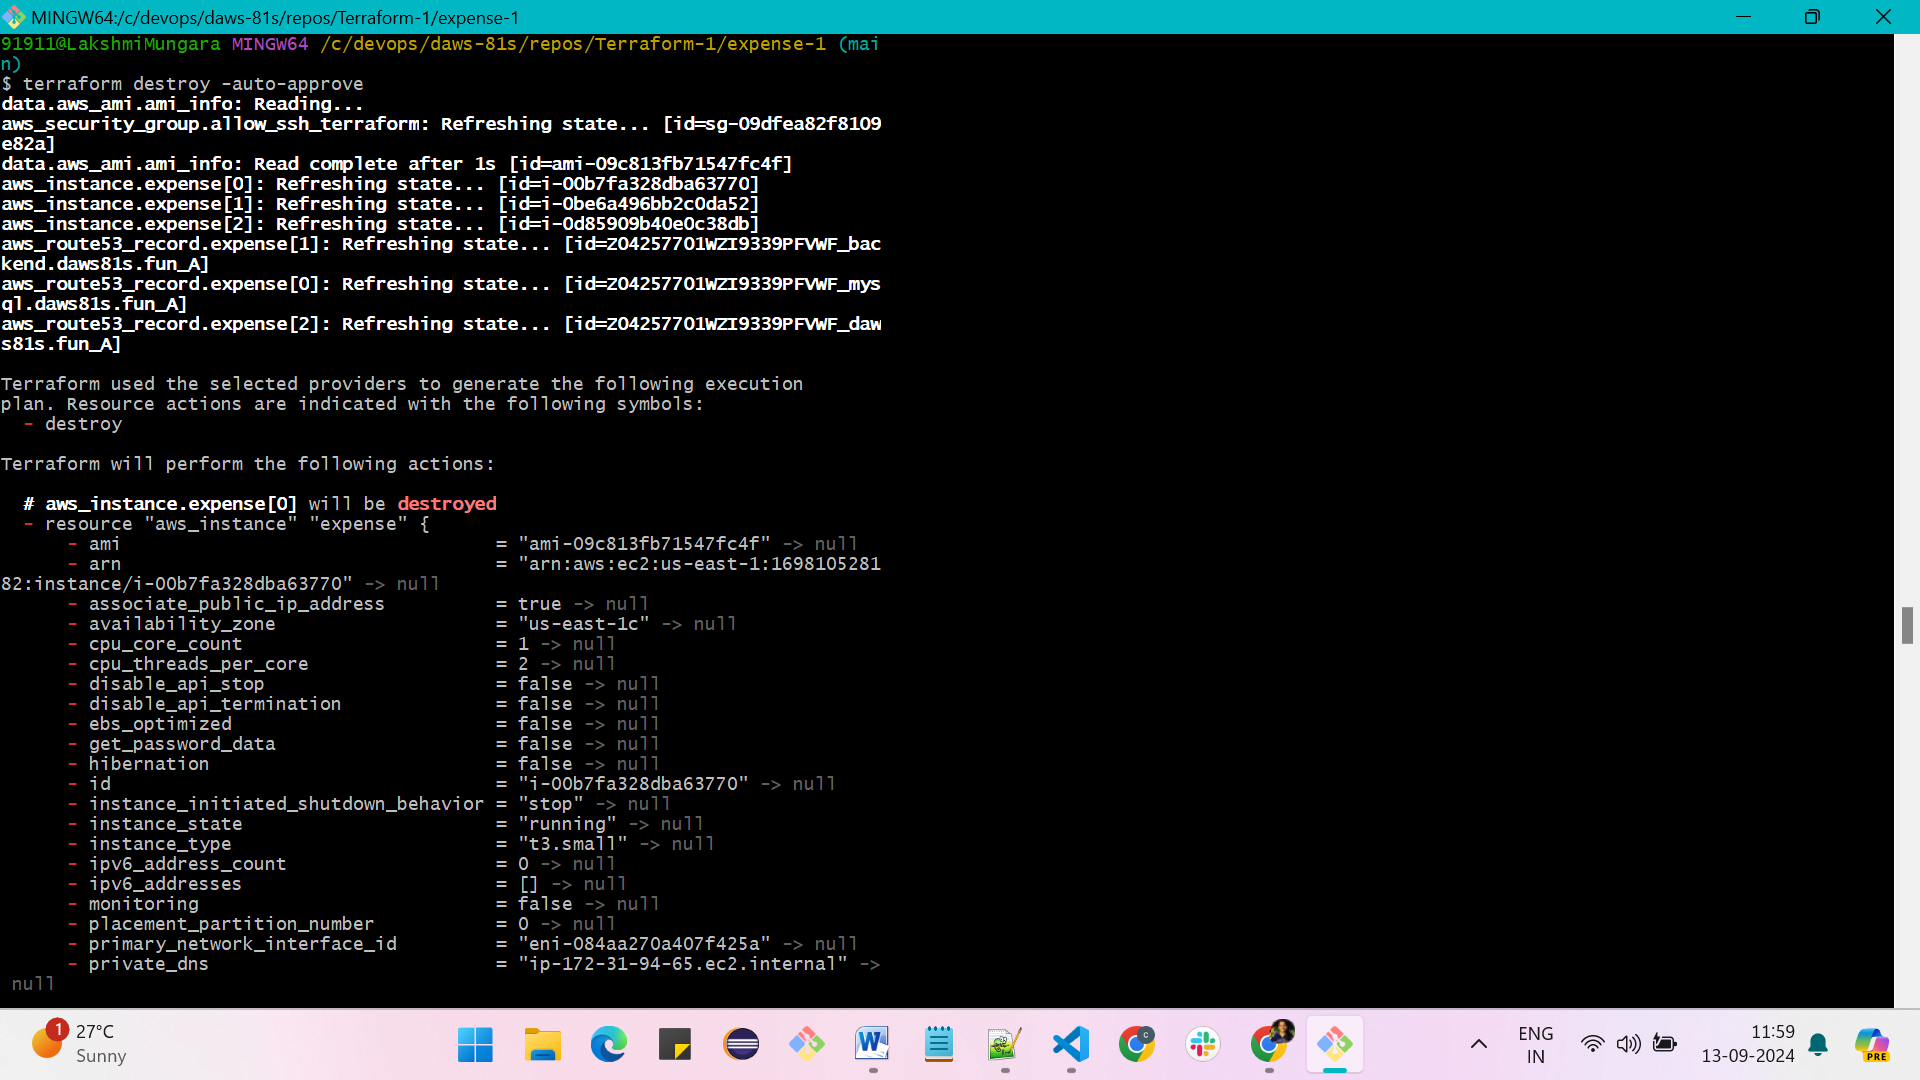 MINGW64:/c/devops/daws-81s/repos/Terraform-1/expense-1
91911@LakshmiMungara MINGW64 /c/devops/daws-81s/repos/Terraform-1/expense-1 (mai
n)
$ terraform destroy -auto-approve
data.aws_ami.ami_info: Reading...
aws_security_group.allow_ssh_terraform: Refreshing state... [id=sg-09dfea82f8109
e82a]
data.aws_ami.ami_info: Read complete after 1s [id=ami-09c813fb71547fc4f]
aws_instance.expense[0]: Refreshing state... [id=i-00b7fa328dba63770]
aws_instance.expense[1]: Refreshing state... [id=i-0be6a496bb2c0da52]
aws_instance.expense[2]: Refreshing state... [id=i-0d85909b40e0c38db]
aws_route53_record.expense[1]: Refreshing state... [id=Z04257701WZI9339PFVWF_bac
kend.daws81s.fun_A]
aws_route53_record.expense[0]: Refreshing state... [id=Z04257701WZI9339PFVWF_mys
ql.daws81s.fun_A]
aws_route53_record.expense[2]: Refreshing state... [id=Z04257701WZI9339PFVWF_daw
s81s.fun_A]
Terraform used the selected providers to generate the following execution
plan. Resource actions are indicated with the following symbols:
- destroy
Terraform will perform the following actions:
# aws_instance.expense[0] will be destroyed
- resource "aws_instance" "expense" {
- ami = "ami-09c813fb71547fc4f" -> null
- arn = "arn:aws:ec2:us-east-1:1698105281
82:instance/i-00b7fa328dba63770" -> null
- associate_public_ip_address = true -> null
- availability_zone = "us-east-1c" -> null
- cpu_core_count = 1 -> null
- cpu_threads_per_core = 2 -> null
- disable_api_stop = false -> null
- disable_api_termination = false -> null
- ebs_optimized = false -> null
- get_password_data = false -> null
- hibernation = false -> null
- id = "i-00b7fa328dba63770" -> null
- instance_initiated_shutdown_behavior = "stop" -> null
- instance_state = "running" -> null
- instance_type = "t3.small" -> null
- ipv6_address_count = 0 -> null
- ipv6_addresses = [] -> null
- monitoring = false -> null
- placement_partition_number = 0 -> null
- primary_network_interface_id = "eni-084aa270a407f425a" -> null
- private_dns = "ip-172-31-94-65.ec2.internal" ->
null
1
27°C
Sunny
ENG
IN
11:59
13-09-2024
PRE